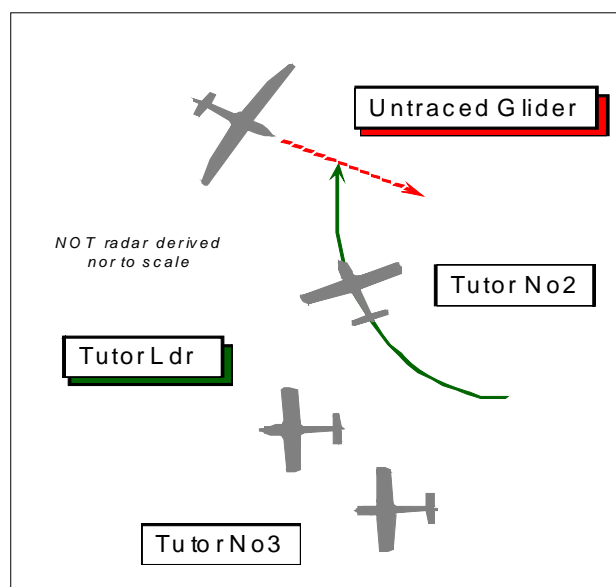 Untraced Glider
NOT radar derived
nor to scale
Tutor No2
Tutor Ldr
Tutor No3